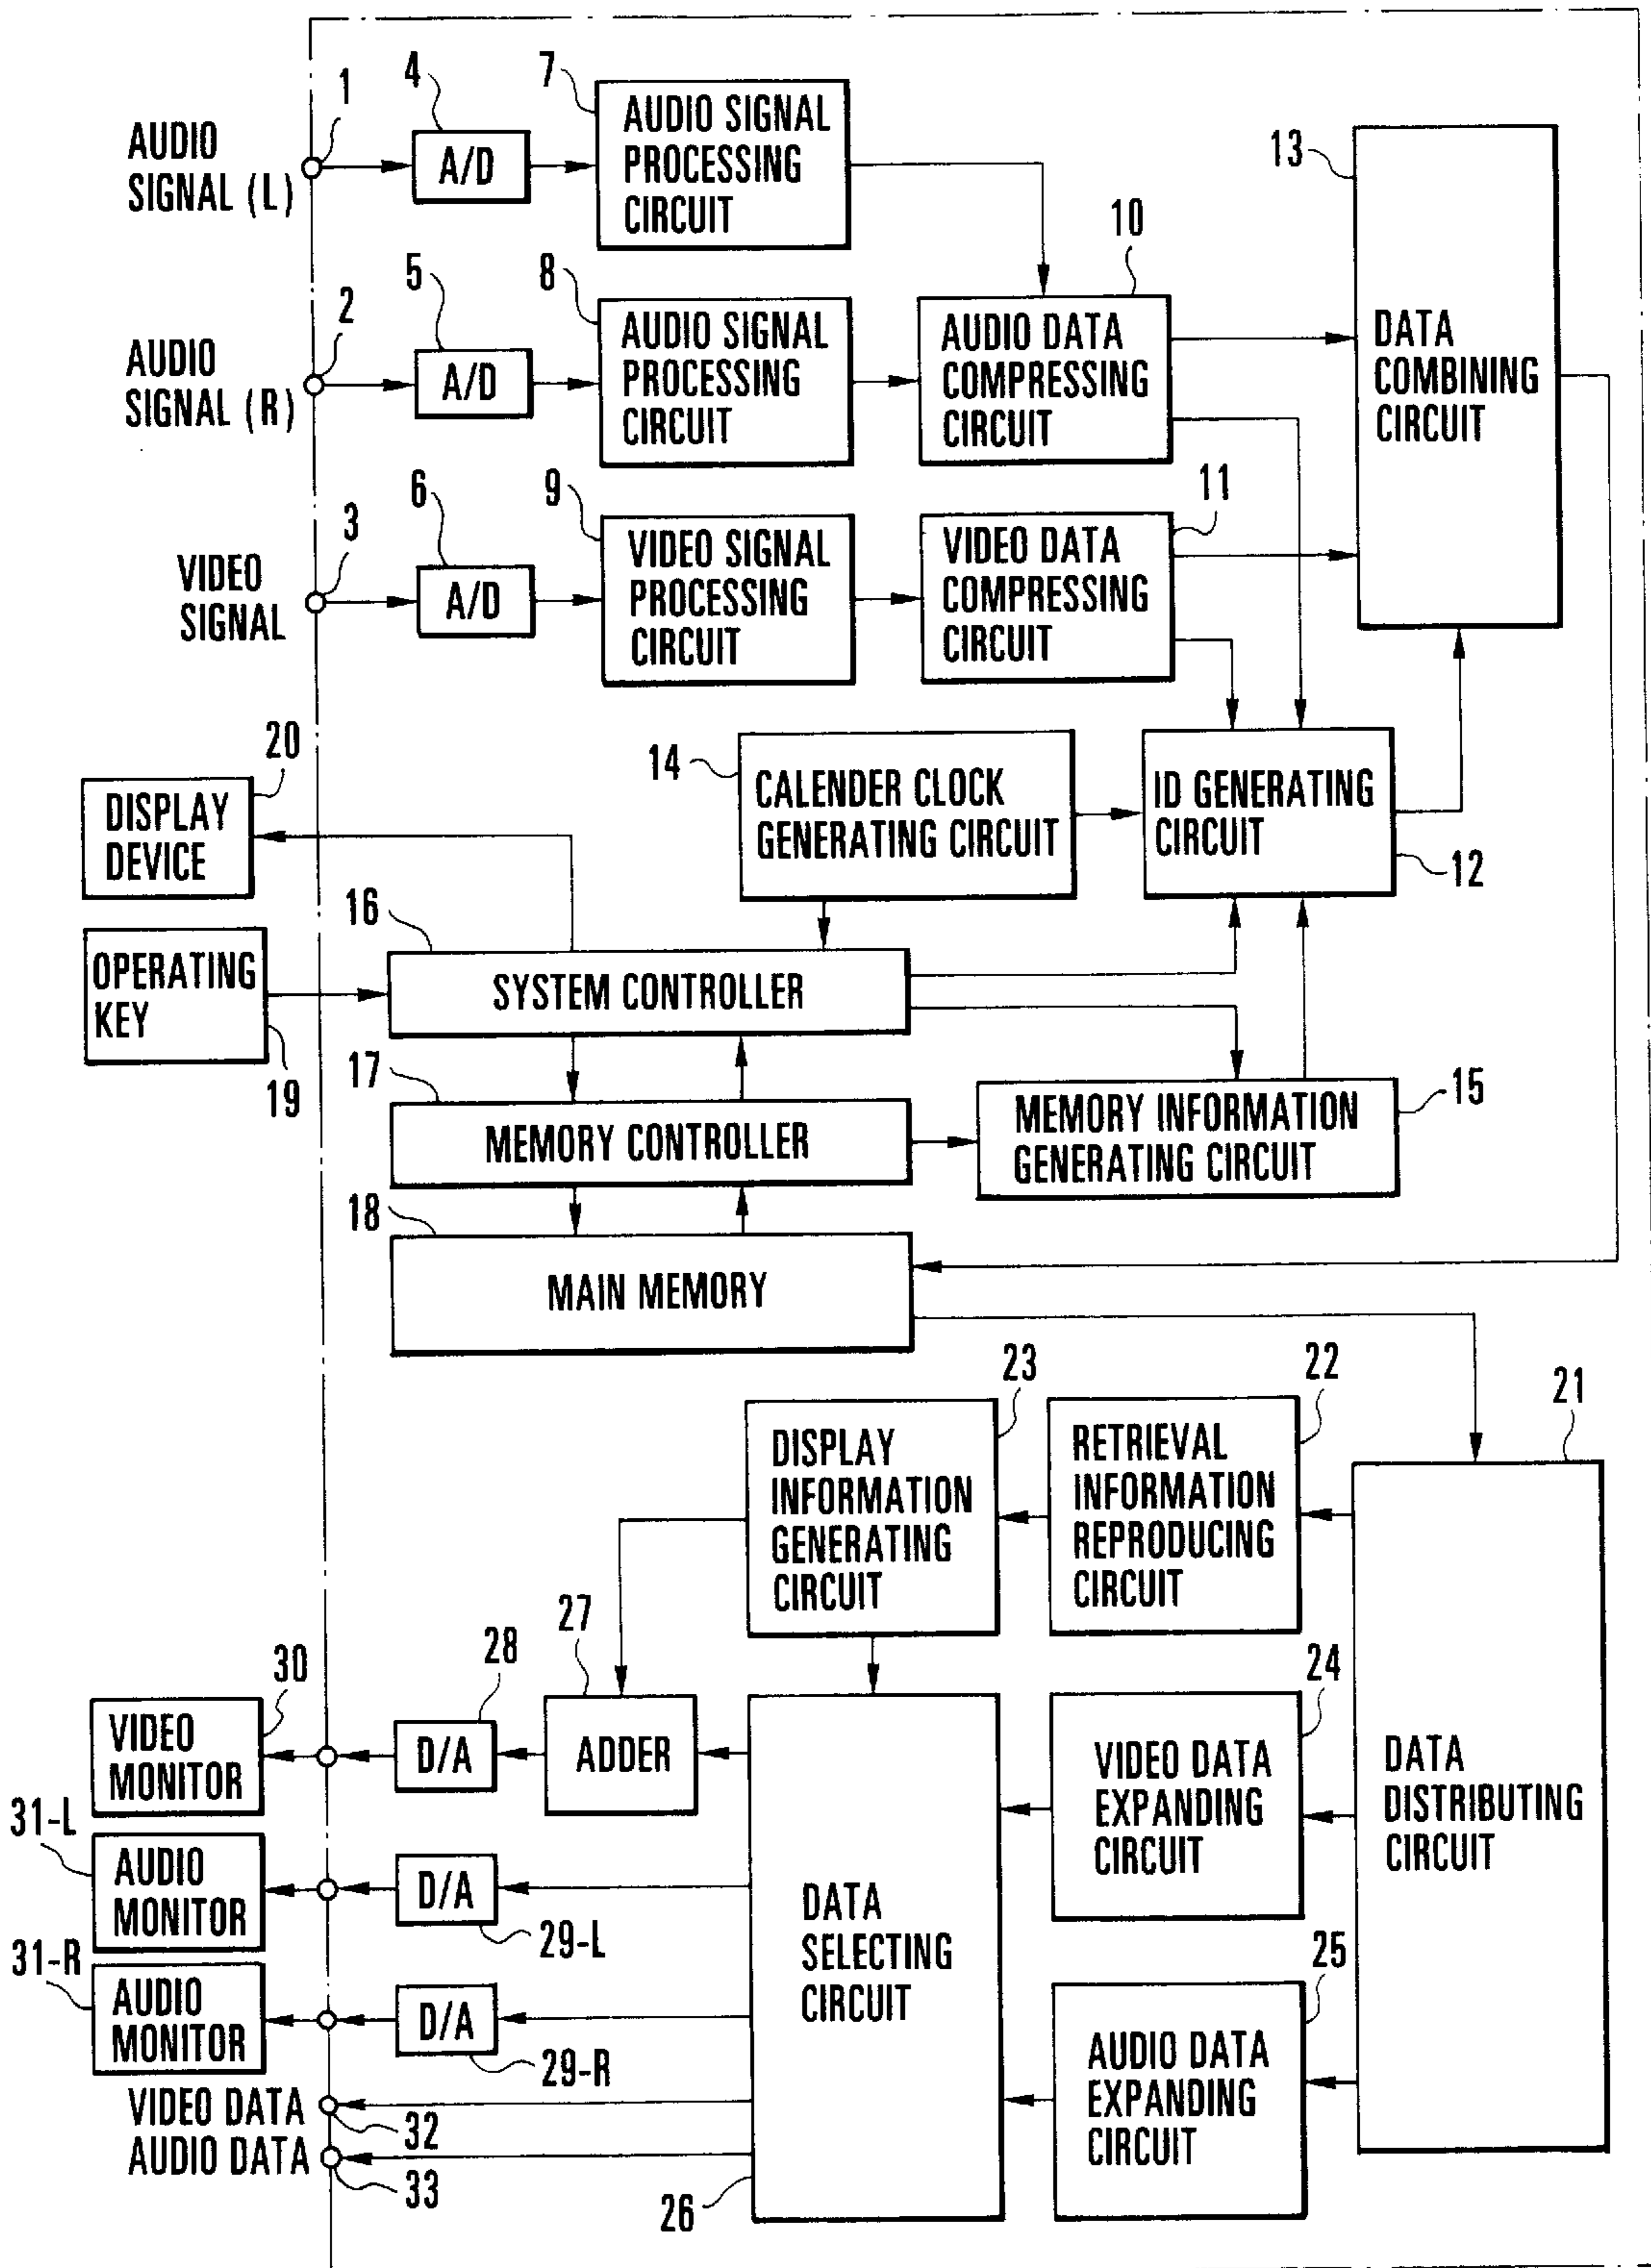 1
AUDIO
SIGNAL (L)
4
A/D
7
AUDIO SIGNAL
PROCESSING
CIRCUIT
2
AUDIO
SIGNAL (R)
5
A/D
8
AUDIO SIGNAL
PROCESSING
CIRCUIT
10
AUDIO DATA
COMPRESSING
CIRCUIT
13
DATA
COMBINING
CIRCUIT
3
VIDEO
SIGNAL
6
A/D
9
VIDEO SIGNAL
PROCESSING
CIRCUIT
11
VIDEO DATA
COMPRESSING
CIRCUIT
20
DISPLAY
DEVICE
14
CALENDER CLOCK
GENERATING CIRCUIT
ID GENERATING
CIRCUIT
12
OPERATING
KEY
19
16
SYSTEM CONTROLLER
17
MEMORY CONTROLLER
15
MEMORY INFORMATION
GENERATING CIRCUIT
18
MAIN MEMORY
23
DISPLAY
INFORMATION
GENERATING
CIRCUIT
22
RETRIEVAL
INFORMATION
REPRODUCING
CIRCUIT
21
DATA
DISTRIBUTING
CIRCUIT
30
VIDEO
MONITOR
28
D/A
27
ADDER
24
VIDEO DATA
EXPANDING
CIRCUIT
31-L
AUDIO
MONITOR
D/A
29-L
DATA
SELECTING
CIRCUIT
26
31-R
AUDIO
MONITOR
D/A
29-R
25
AUDIO DATA
EXPANDING
CIRCUIT
VIDEO DATA
32
AUDIO DATA
33